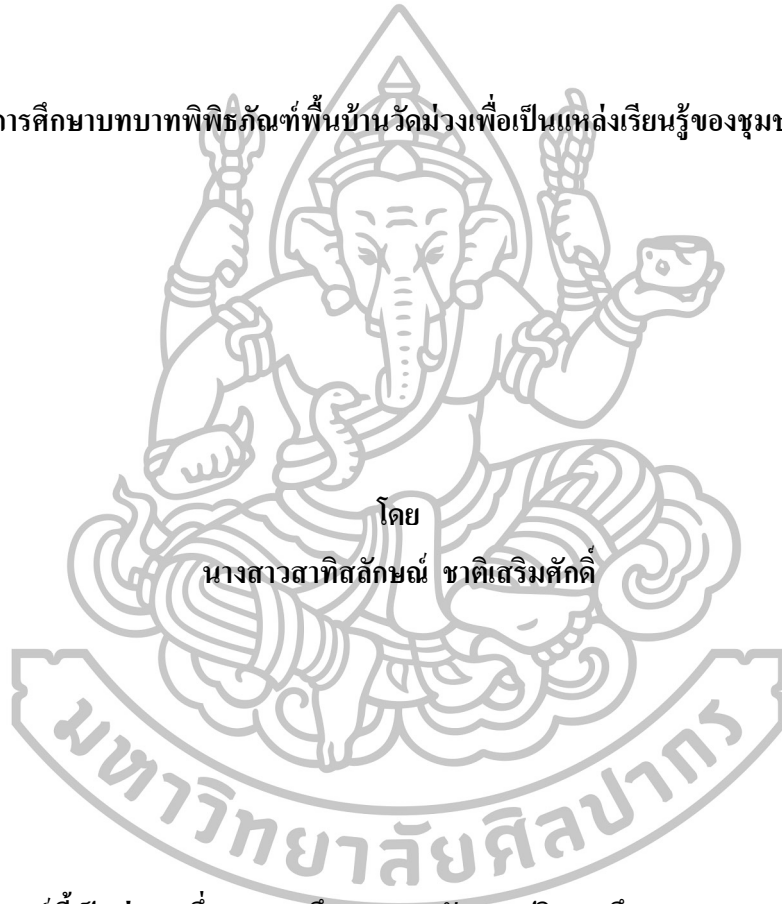 การศึกษาบทบาทพิพิธภัณฑ์พื้นบ้านวัดม่วงเพื่อเป็นแหล่งเรียนรู้ของชุมช
โดย
นางสาวสาทิสลักษณ์ ชาติเสริมศักดิ์
มหาวิทยาลัยศิลปากร